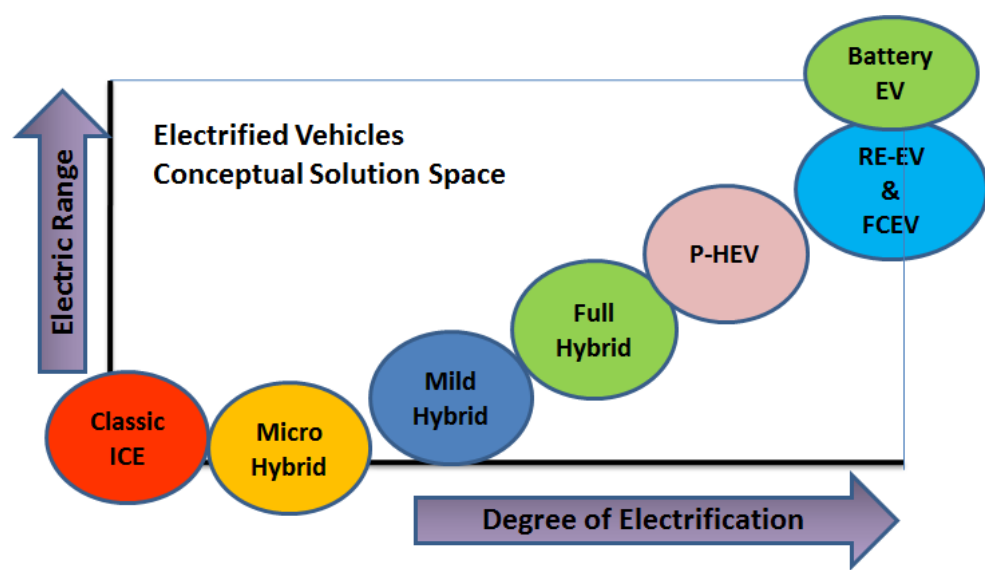 Battery
EV
Electrified Vehicles
Conceptual Solution Space
RE-EV
&
FCEV
Electric Range
P-HEV
Full
Hybrid
Mild
Hybrid
Classic
ICE
Micro
Hybrid
Degree of Electrification